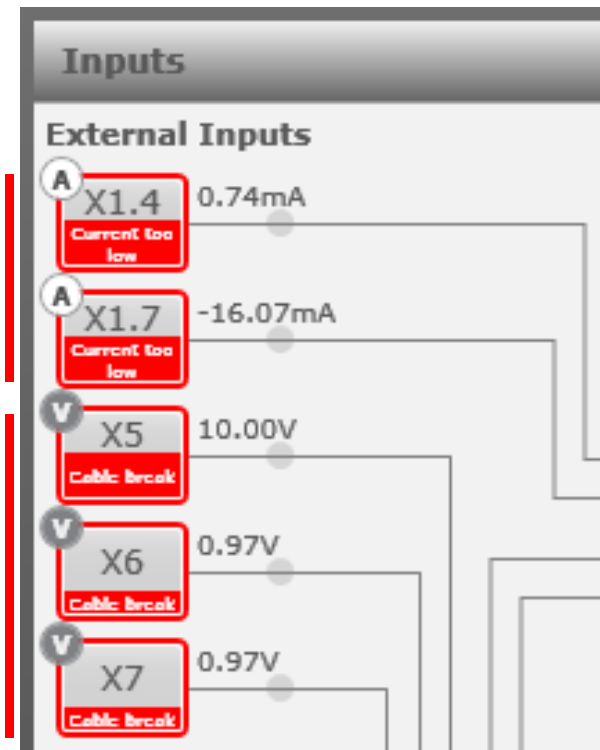 Inputs
External Inputs
A
X1.4
0.74mA
Current too
low
A
X1.7
-16.07mA
Current too
low
V
X5
10.00V
Cable break
V
X6
0.97V
Cable break
V
X7
0.97V
Cable break